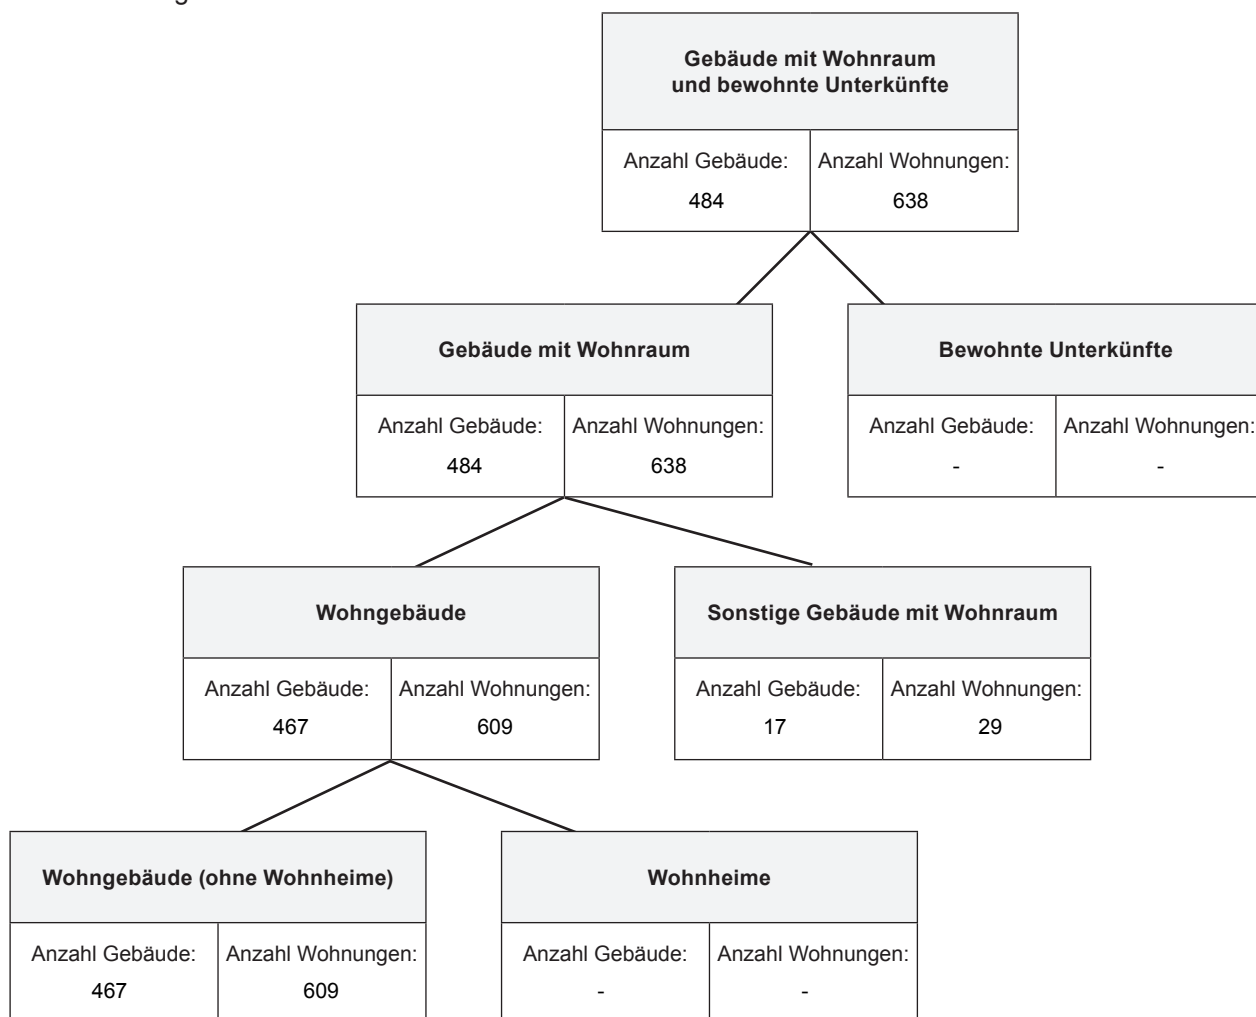 Gebäude mit Wohnraum
und bewohnte Unterkünfte
Anzahl Gebäude: Anzahl Wohnungen:
484 638
Gebäude mit Wohnraum
Anzahl Gebäude: Anzahl Wohnungen:
484 638
Bewohnte Unterkünfte
Anzahl Gebäude: Anzahl Wohnungen:
- -
Wohngebäude
Anzahl Gebäude: Anzahl Wohnungen:
467 609
Sonstige Gebäude mit Wohnraum
Anzahl Gebäude: Anzahl Wohnungen:
17 29
Wohngebäude (ohne Wohnheime)
Anzahl Gebäude: Anzahl Wohnungen:
467 609
Wohnheime
Anzahl Gebäude: Anzahl Wohnungen:
- -